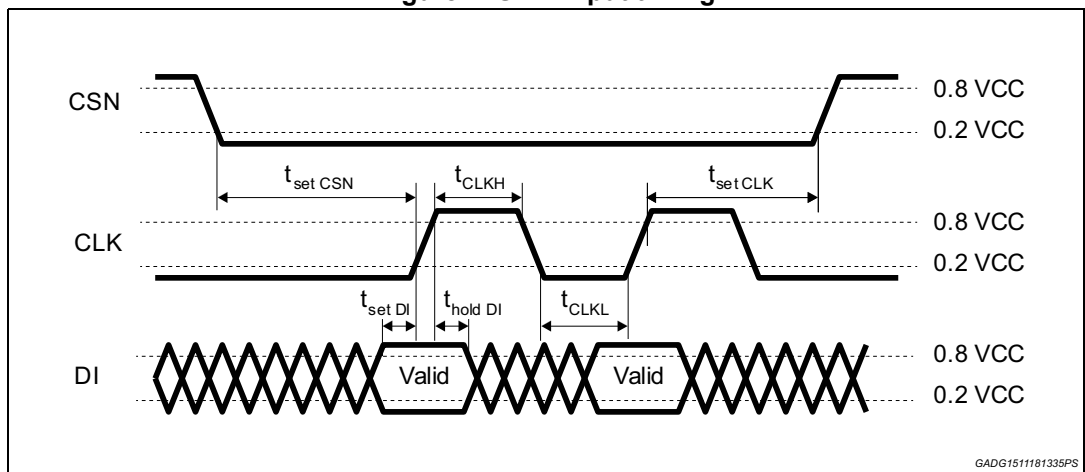 CSN
0.8 VCC
0.2 VCC
t set CSN
t CLKH
t set CLK
CLK
0.8 VCC
0.2 VCC
t set DI
t hold DI
t CLKL
DI
Valid
Valid
0.8 VCC
0.2 VCC
GADG1511181335PS